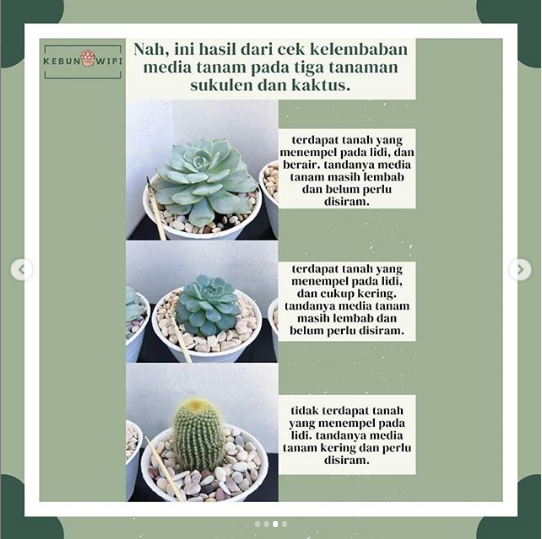 KEBUN WIPI
Nah, ini hasil dari cek kelembaban
media tanam pada tiga tanaman
sukulen dan kaktus.
terdapat tanah yang
menempel pada lidi, dan
berair. tandanya media
tanam masih lembab
dan belum perlu
disiram.
terdapat tanah yang
menempel pada lidi,
dan cukup kering.
tandanya media tanam
masih lembab dan
belum perlu disiram.
tidak terdapat tanah
yang menempel pada
lidi. tandanya media
tanam kering dan perlu
disiram.